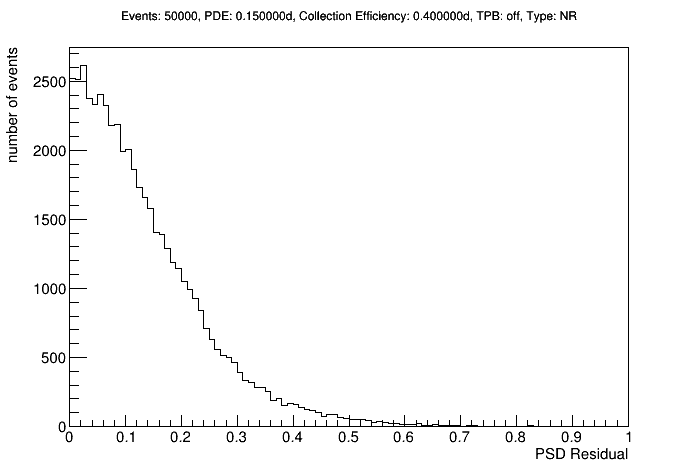 Events: 50000, PDE: 0.150000d, Collection Efficiency: 0.400000d, TPB: off, Type: NR
number of events
2500
2000
1500
1000
500
0
0 0.1 0.2 0.3 0.4 0.5 0.6 0.7 0.8 0.9 1
PSD Residual